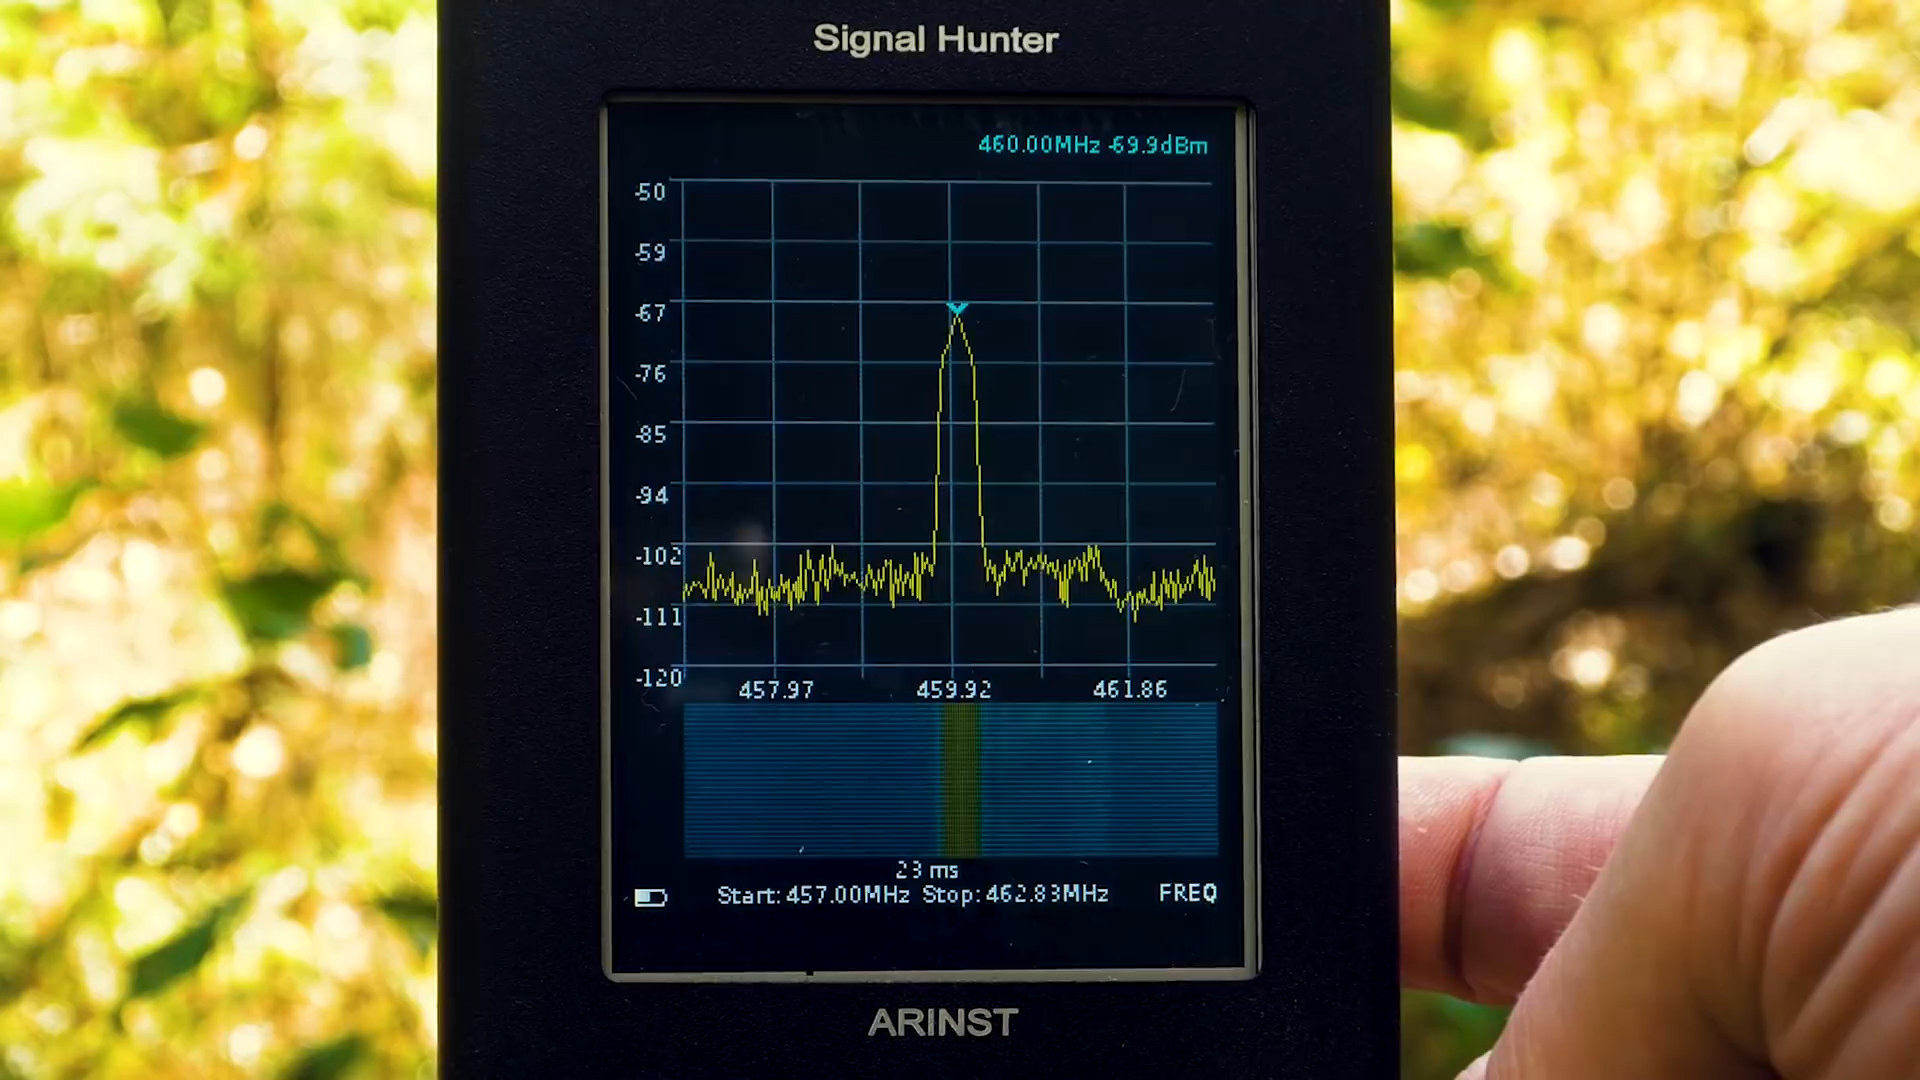 Signal Hunter
460.00MHz -69.9dBm
-50
-59
-67
-76
-85
-94
-102
-111
-120
457.97 459.92 461.86
23 ms
Start: 457.00MHz Stop: 462.83MHz FREQ
ARINST